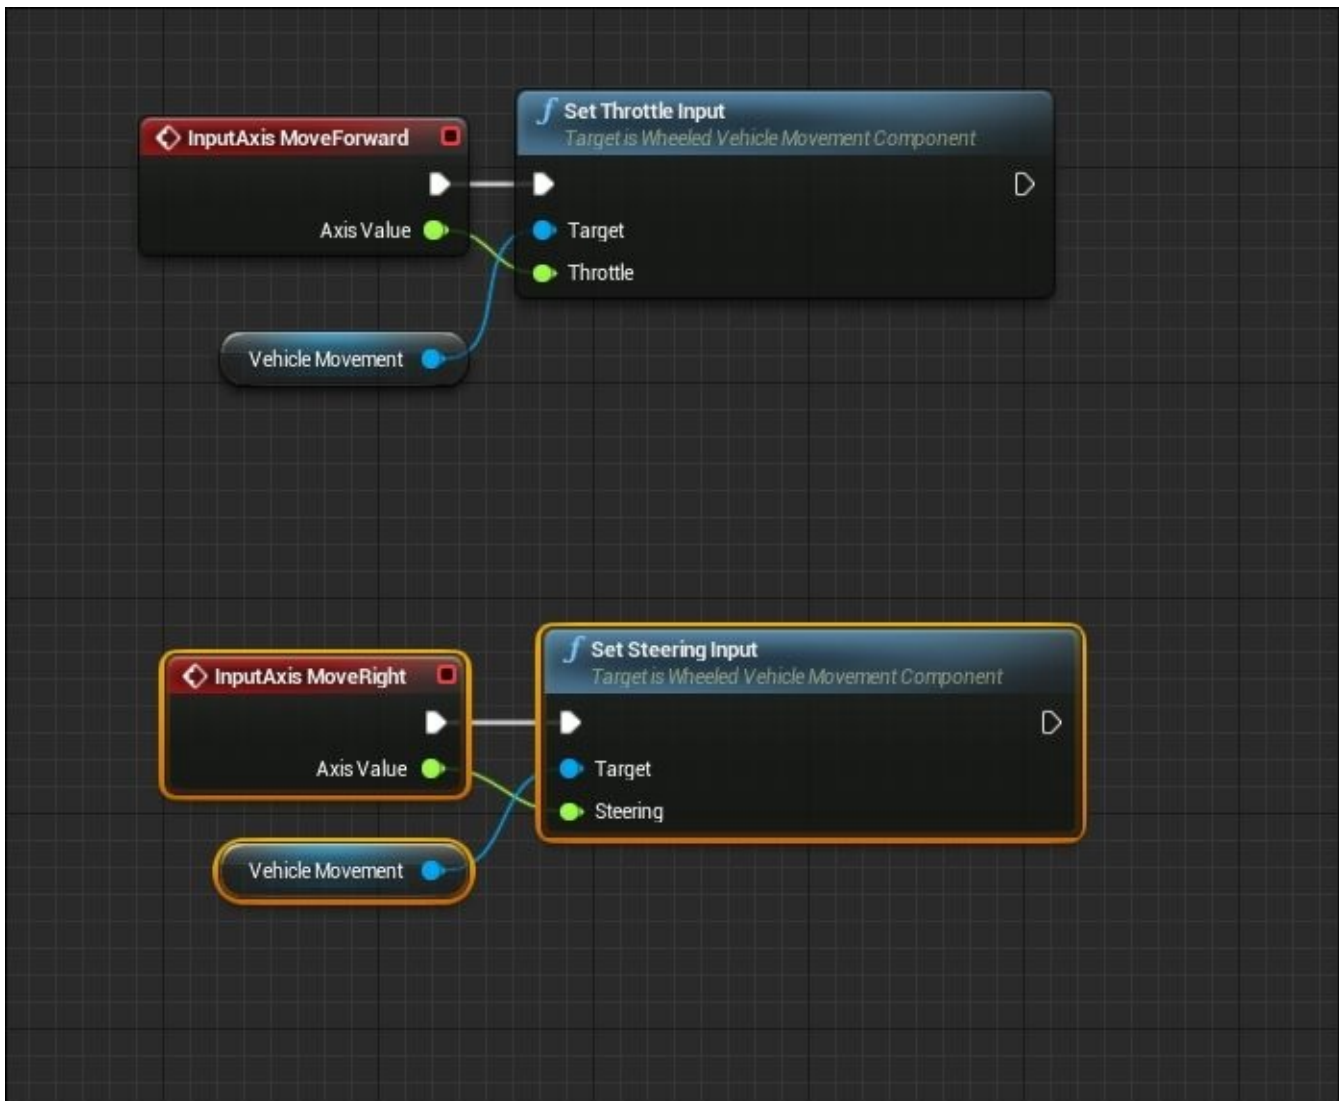 Set Throttle Input
Target is Wheeled Vehicle Movement Component
InputAxis MoveForward
Axis Value
Target
Throttle
Vehicle Movement
Set Steering Input
Target is Wheeled Vehicle Movement Component
InputAxis MoveRight
Axis Value
Target
Steering
Vehicle Movement